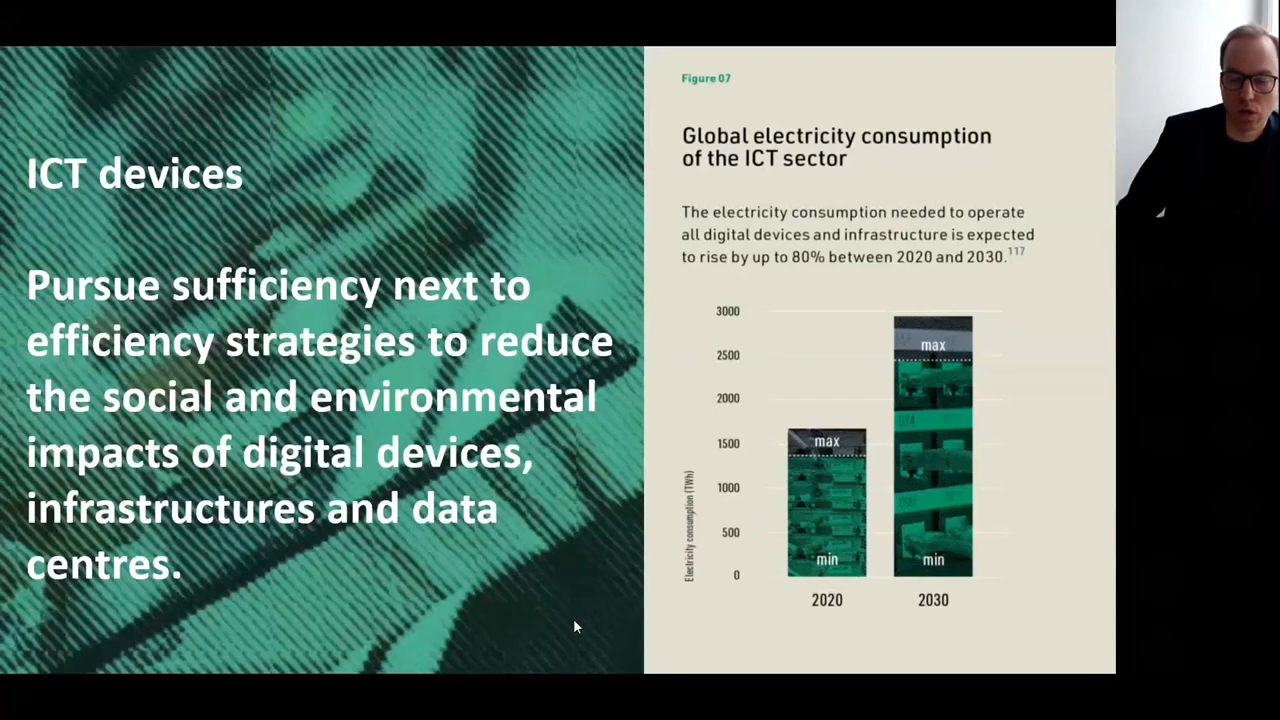 ICT devices
Pursue sufficiency next to
efficiency strategies to reduce
the social and environmental
impacts of digital devices,
infrastructures and data
centres.
Figure 07
Global electricity consumption
of the ICT sector
The electricity consumption needed to operate
all digital devices and infrastructure is expected
to rise by up to 80% between 2020 and 2030.117
3000
2500
2000
1500
1000
500
0
Electricity consumption (TWh)
max
min
max
min
2020
2030